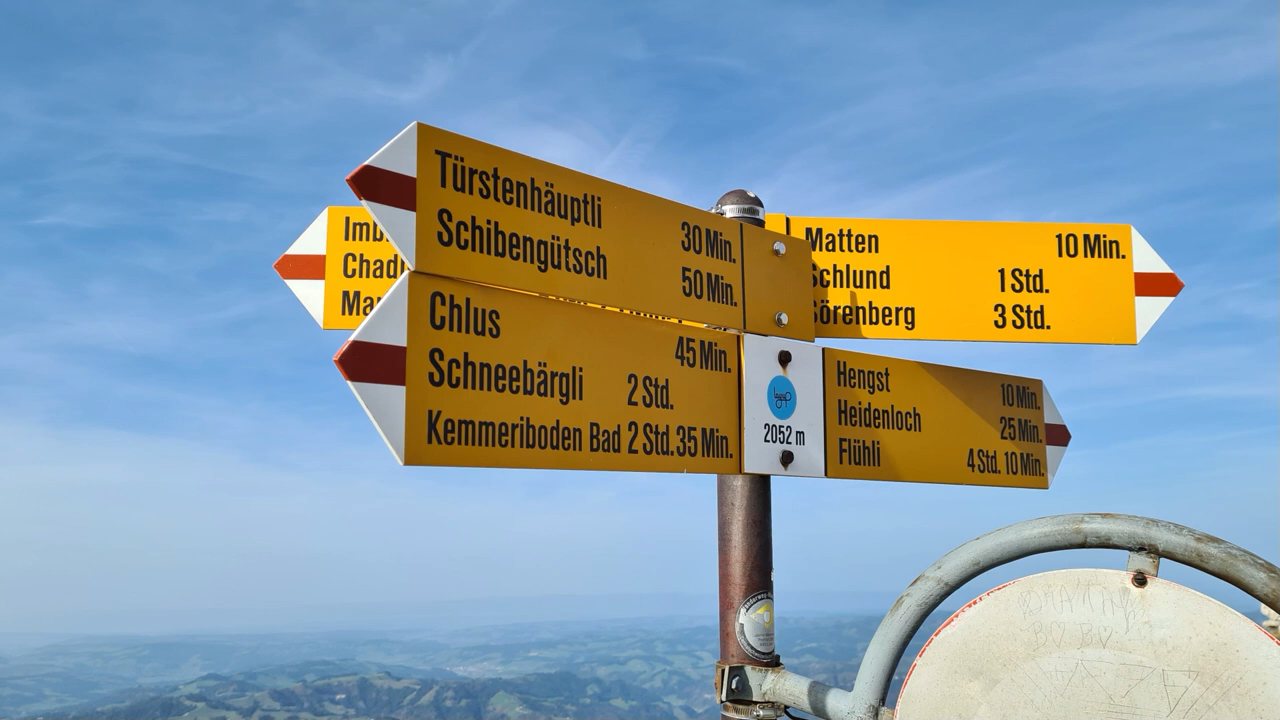 Türstenhäuptli 30 Min.
Schibengütsch 50 Min.
Matten 10 Min.
Schlund 1 Std.
Sörenberg 3 Std.
Chlus 45 Min.
Schneebärgli 2 Std.
Kemmeriboden Bad 2 Std. 35 Min.
2052 m
Hengst 10 Min.
Heidenloch 25 Min.
Flühli 4 Std. 10 Min.